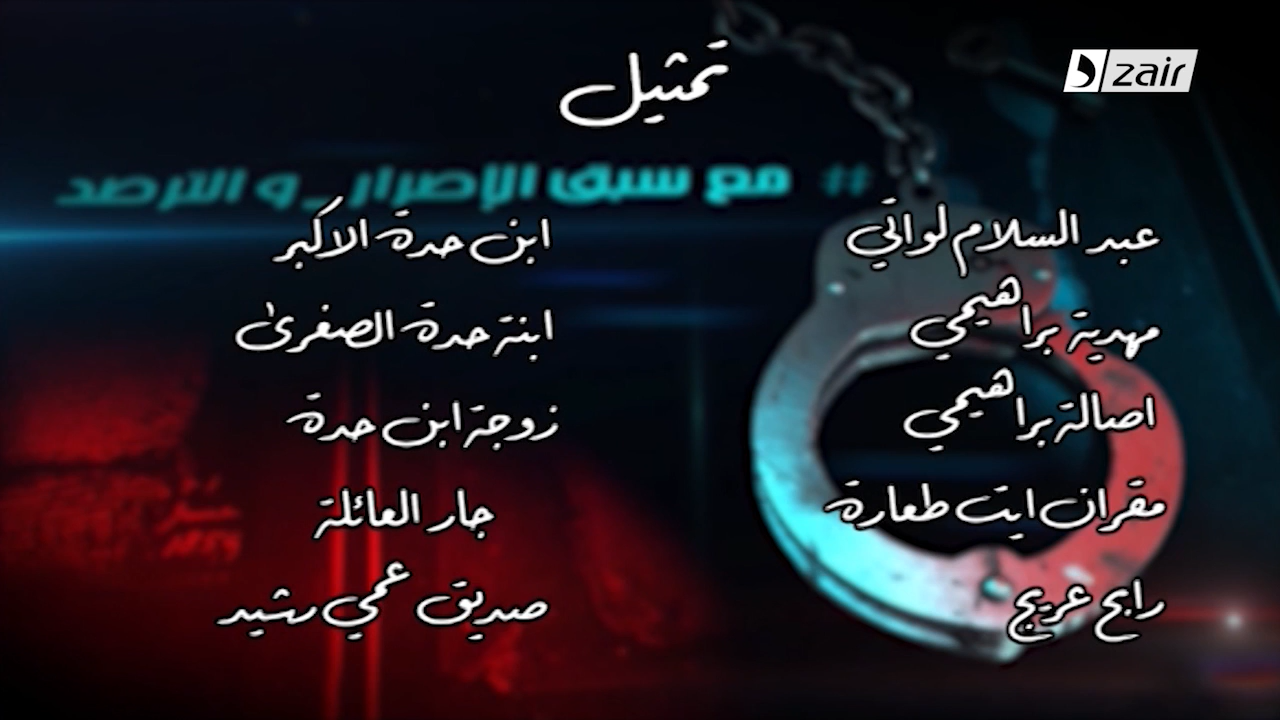 zair
تمثيل
# مع سبق الإصرار_و الترصد
عبد السلام لواتي ابن حدة الاكبر
مهدية براهيمي ابنة حدة الصغرى
اصالة براهيمي زوجة ابن حدة
مقران ايت طعارة جار العائلة
رابح عريج صديق عمي رشيد